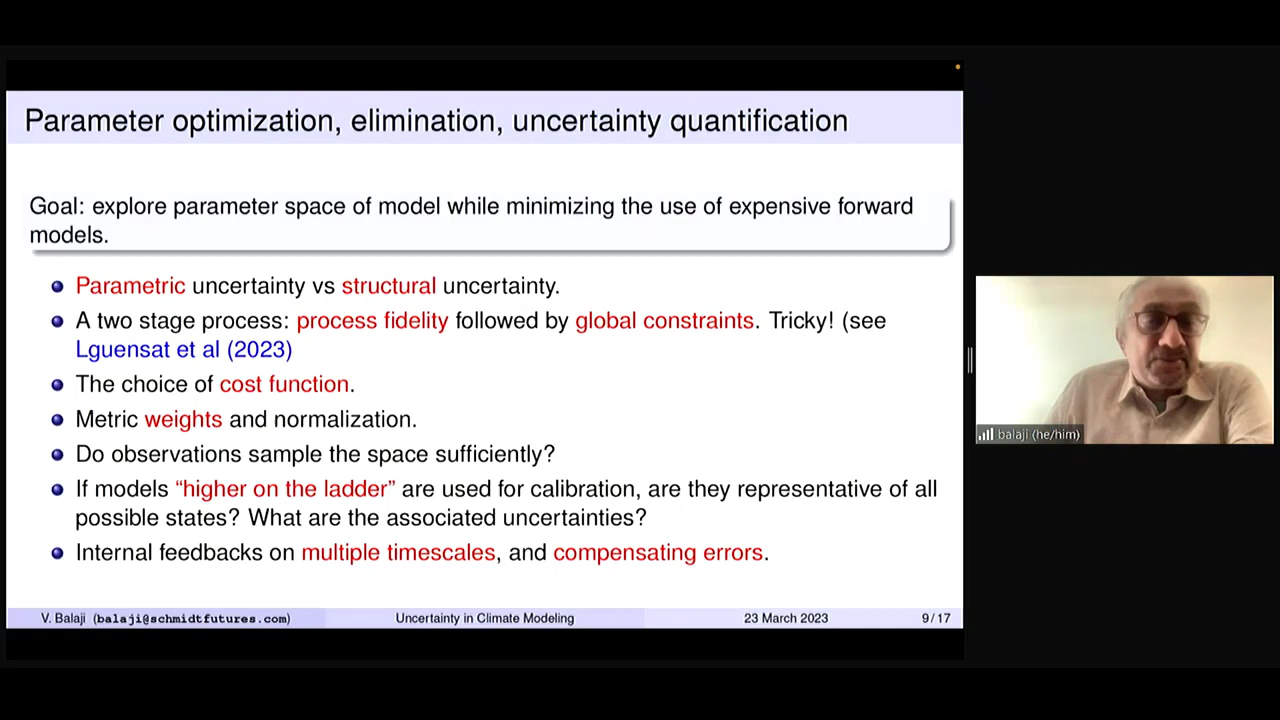 Parameter optimization, elimination, uncertainty quantification
Goal: explore parameter space of model while minimizing the use of expensive forward
models.
Parametric uncertainty vs structural uncertainty.
A two stage process: process fidelity followed by global constraints. Tricky! (see
Lguensat et al (2023)
The choice of cost function.
Metric weights and normalization.
Do observations sample the space sufficiently?
If models “higher on the ladder” are used for calibration, are they representative of all
possible states? What are the associated uncertainties?
Internal feedbacks on multiple timescales, and compensating errors.
V. Balaji (balaji@schmidtfutures.com) Uncertainty in Climate Modeling 23 March 2023 9/17
balaji (he/him)